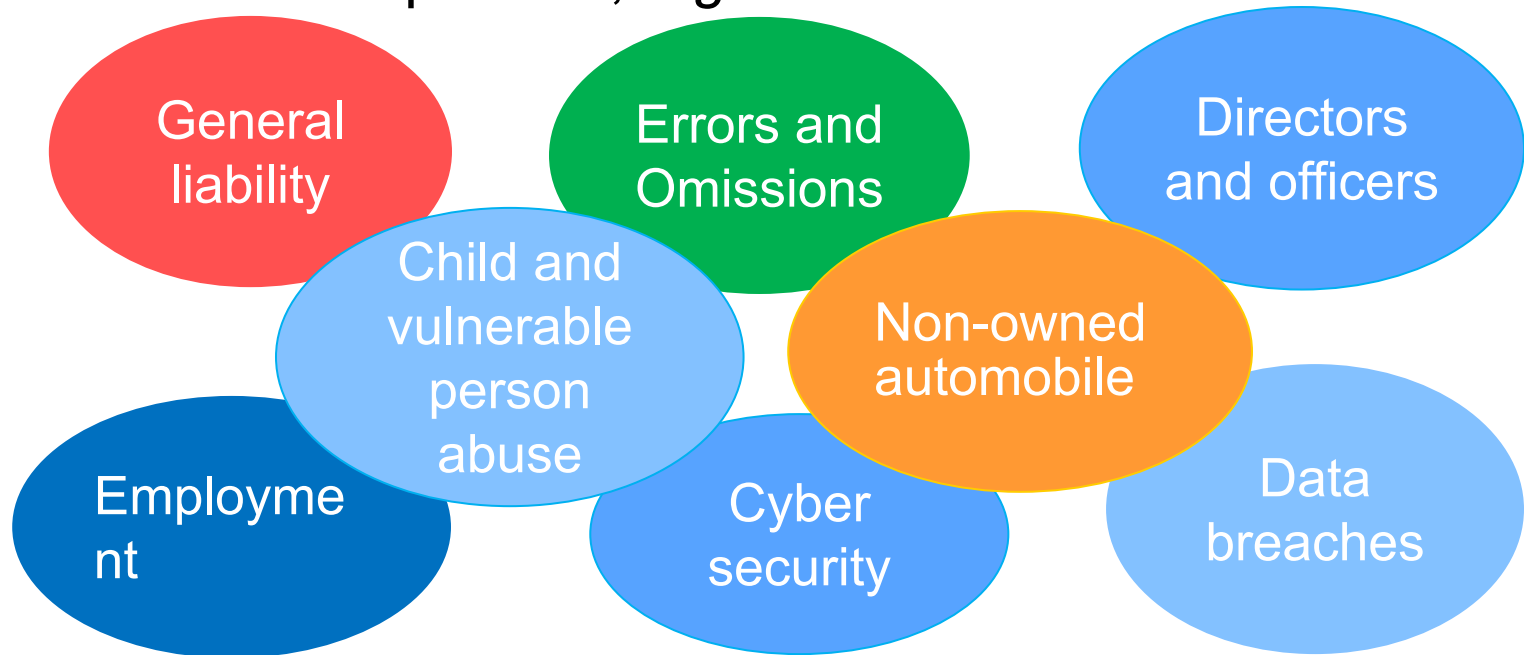 General
liability
Errors and
Omissions
Directors
and officers
Child and
vulnerable
person
abuse
Non-owned
automobile
Employme
nt
Cyber
security
Data
breaches